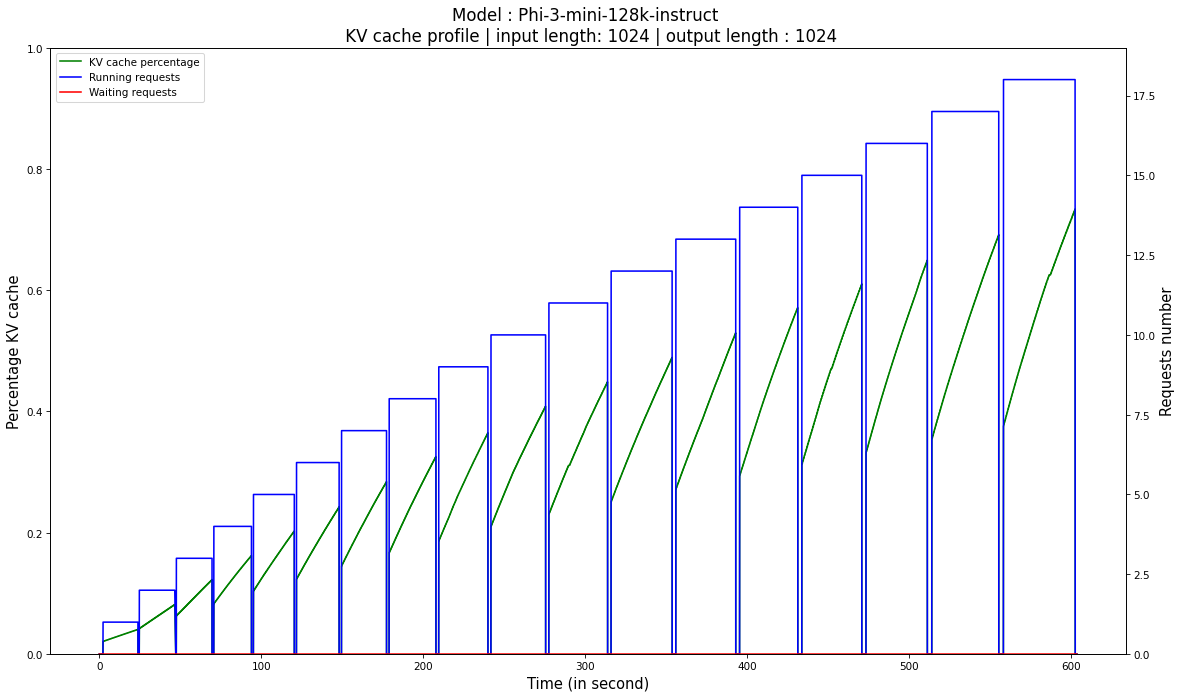 Model : Phi-3-mini-128k-instruct
KV cache profile | input length: 1024 | output length : 1024
KV cache percentage
Running requests
Waiting requests
1.0
0.8
0.6
0.4
0.2
0.0
Percentage KV cache
17.5
15.0
12.5
10.0
7.5
5.0
2.5
0.0
Requests number
0 100 200 300 400 500 600
Time (in second)